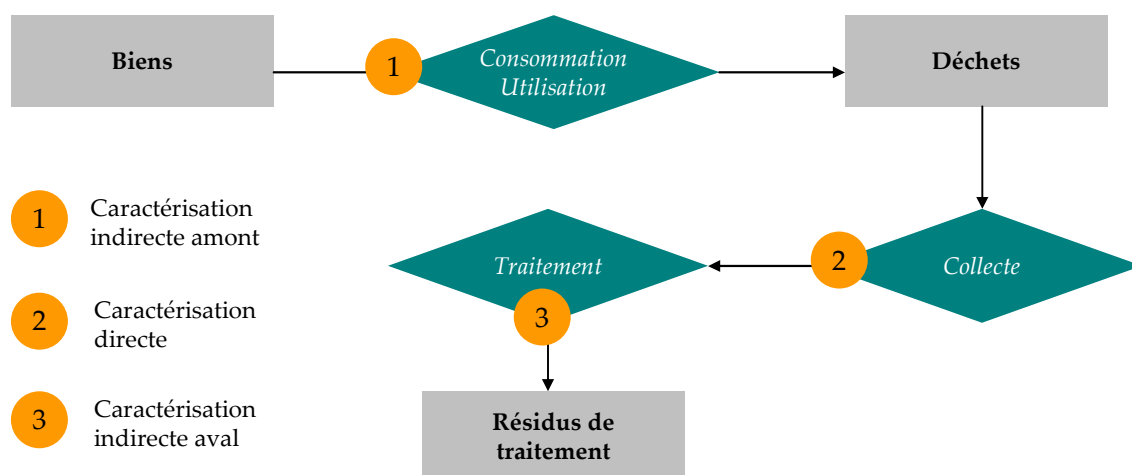 Biens
1
Consommation
Utilisation
Déchets
1
Caractérisation
indirecte amont
Traitement
2
Collecte
2
Caractérisation
directe
3
3
Caractérisation
indirecte aval
Résidus de
traitement